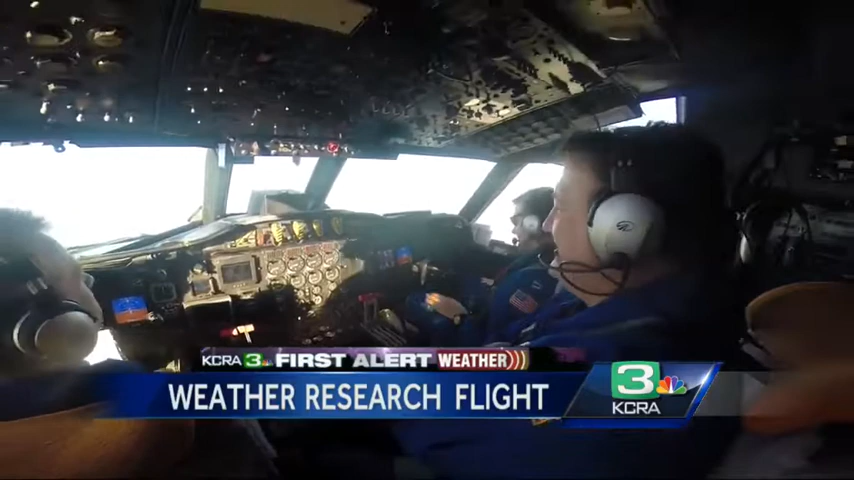 KCRA 3 FIRST ALERT WEATHER
WEATHER RESEARCH FLIGHT
3
KCRA